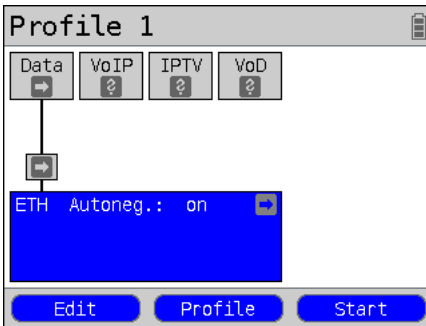 Profile 1
Data VoIP IPTV VoD
? ? ?
ETH Autoneg.: on
Edit Profile Start